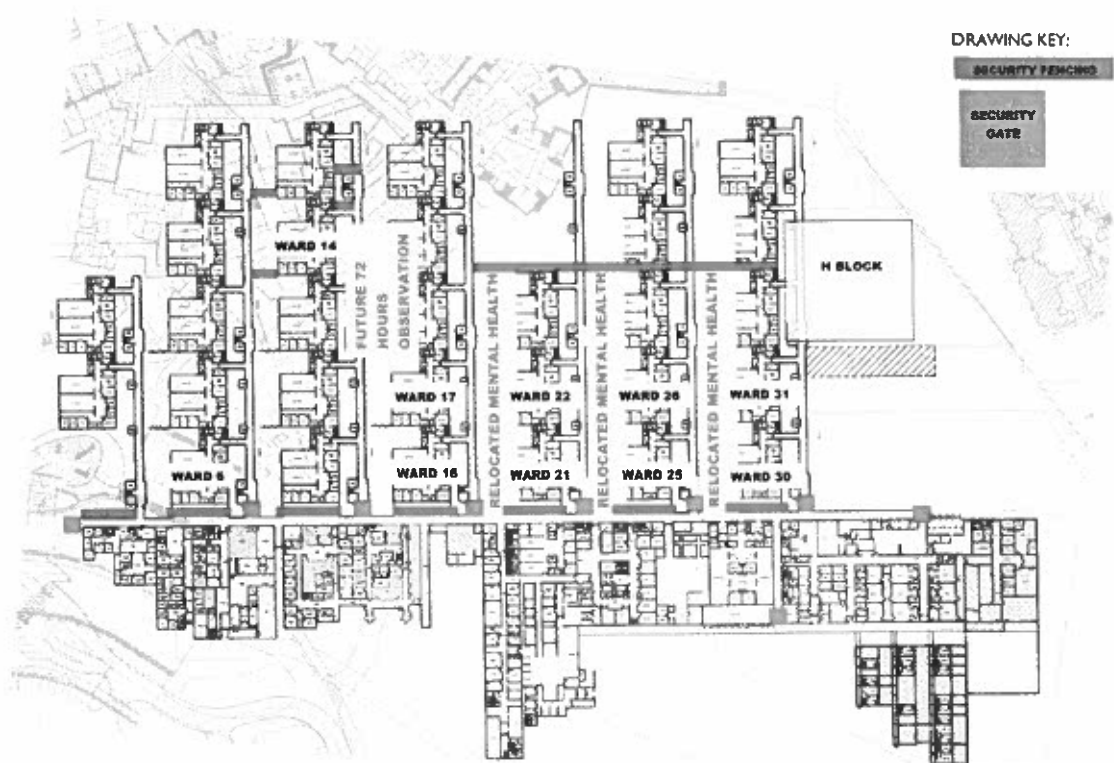 DRAWING KEY:
SECURITY FENCING
SECURITY
GATE
WARD 14
FUTURE 72
HOURS
OBSERVATION
H BLOCK
RELOCATED MENTAL HEALTH
RELOCATED MENTAL HEALTH
RELOCATED MENTAL HEALTH
WARD 17
WARD 22
WARD 26
WARD 31
WARD 6
WARD 16
WARD 21
WARD 25
WARD 30